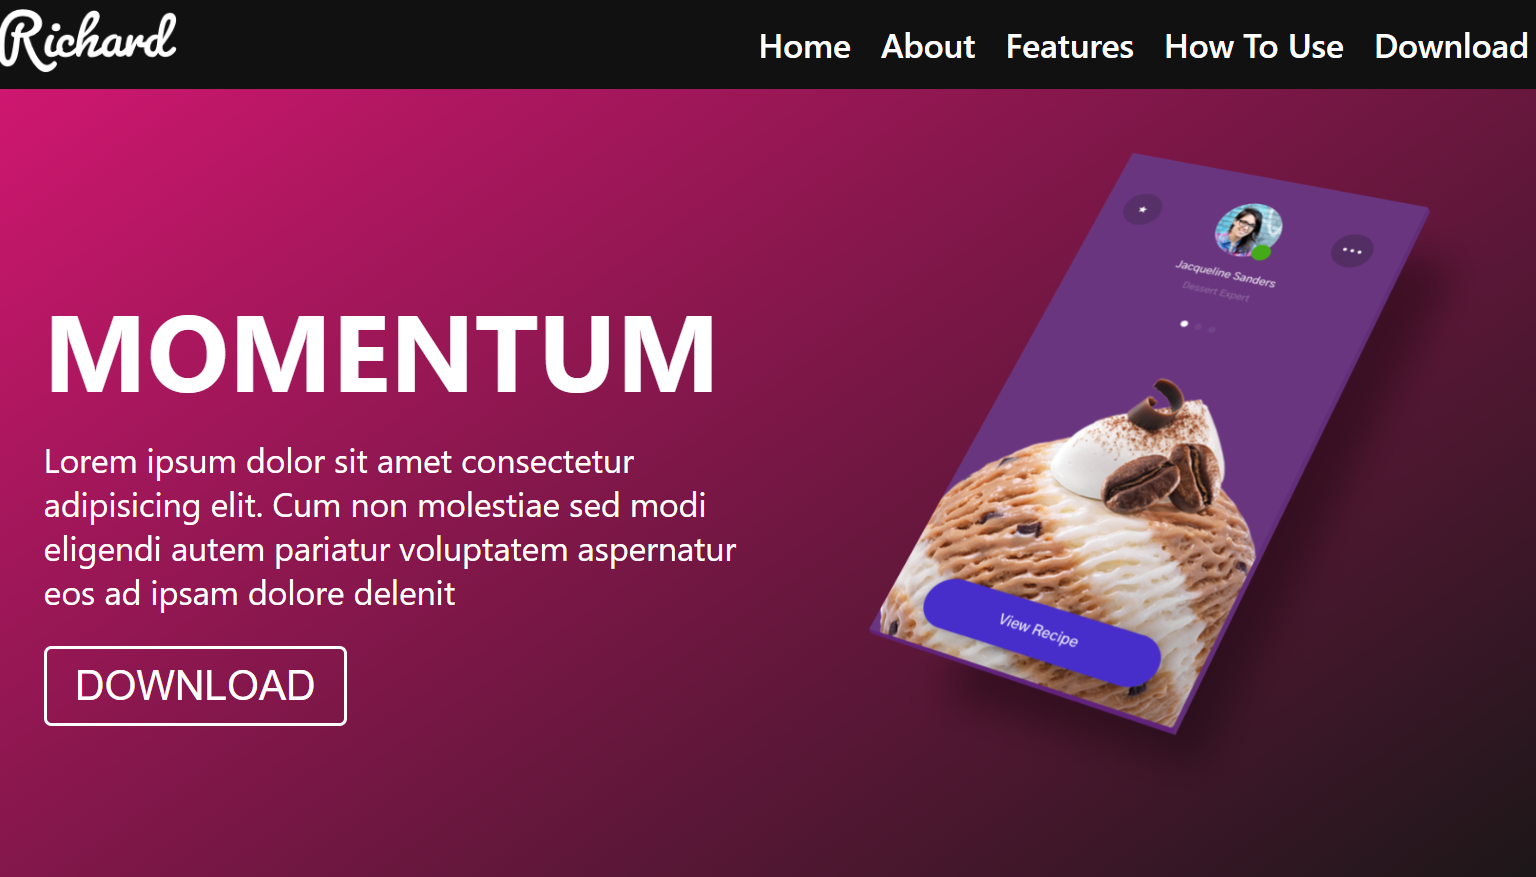 Richard
Home About Features How To Use Download
Jacqueline Sanders
Dessert Expert
MOMENTUM
Lorem ipsum dolor sit amet consectetur
adipisicing elit. Cum non molestiae sed modi
eligendi autem pariatur voluptatem aspernatur
eos ad ipsam dolore delenit
DOWNLOAD
View Recipe